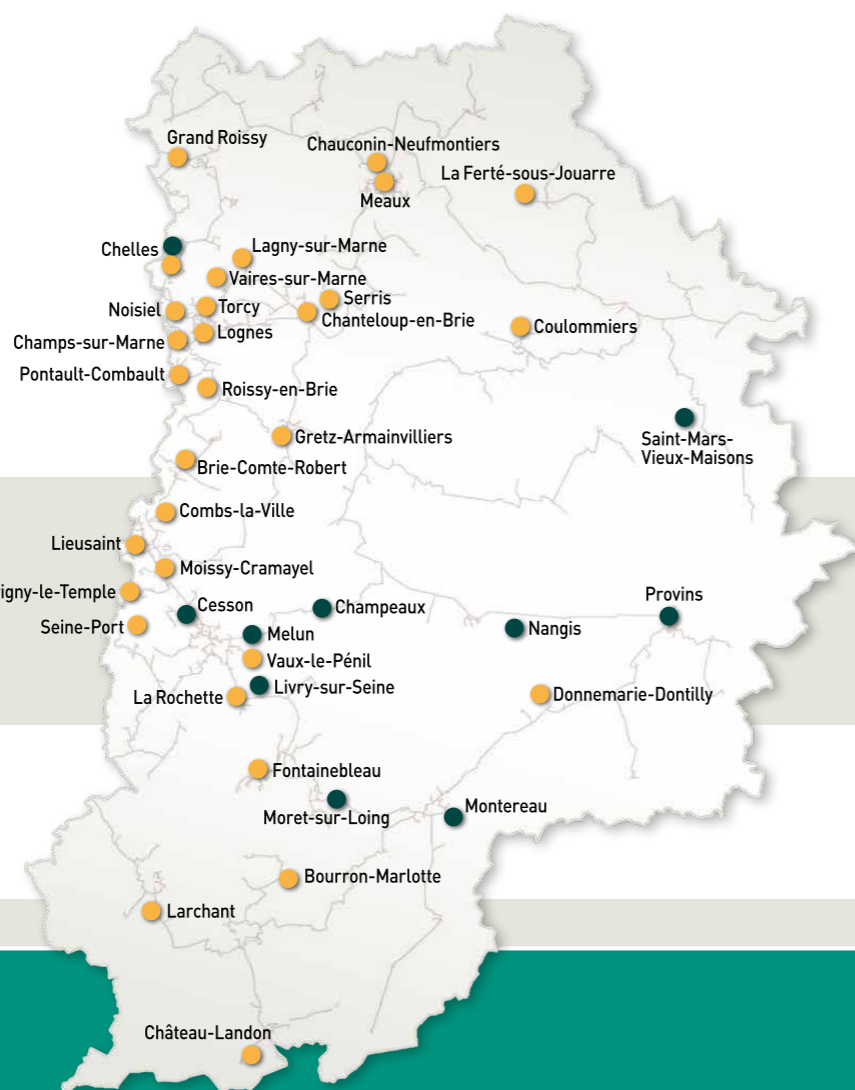 Grand Roissy
Chauconin-Neufmontiers
La Ferté-sous-Jouarre
Meaux
Chelles
Lagny-sur-Marne
Vaires-sur-Marne
Serris
Noisiel
Torcy
Chanteloup-en-Brie
Lognes
Coulommiers
Champs-sur-Marne
Pontault-Combault
Roissy-en-Brie
Gretz-Armainvilliers
Saint-Mars-
Vieux-Maisons
Brie-Comte-Robert
Combs-la-Ville
Lieusaint
Moissy-Cramayel
igny-le-Temple
Provins
Cesson
Champeaux
Seine-Port
Nangis
Melun
Vaux-le-Pénil
Livry-sur-Seine
La Rochette
Donnemarie-Dontilly
Fontainebleau
Montereau
Moret-sur-Loing
Bourron-Marlotte
Larchant
Château-Landon